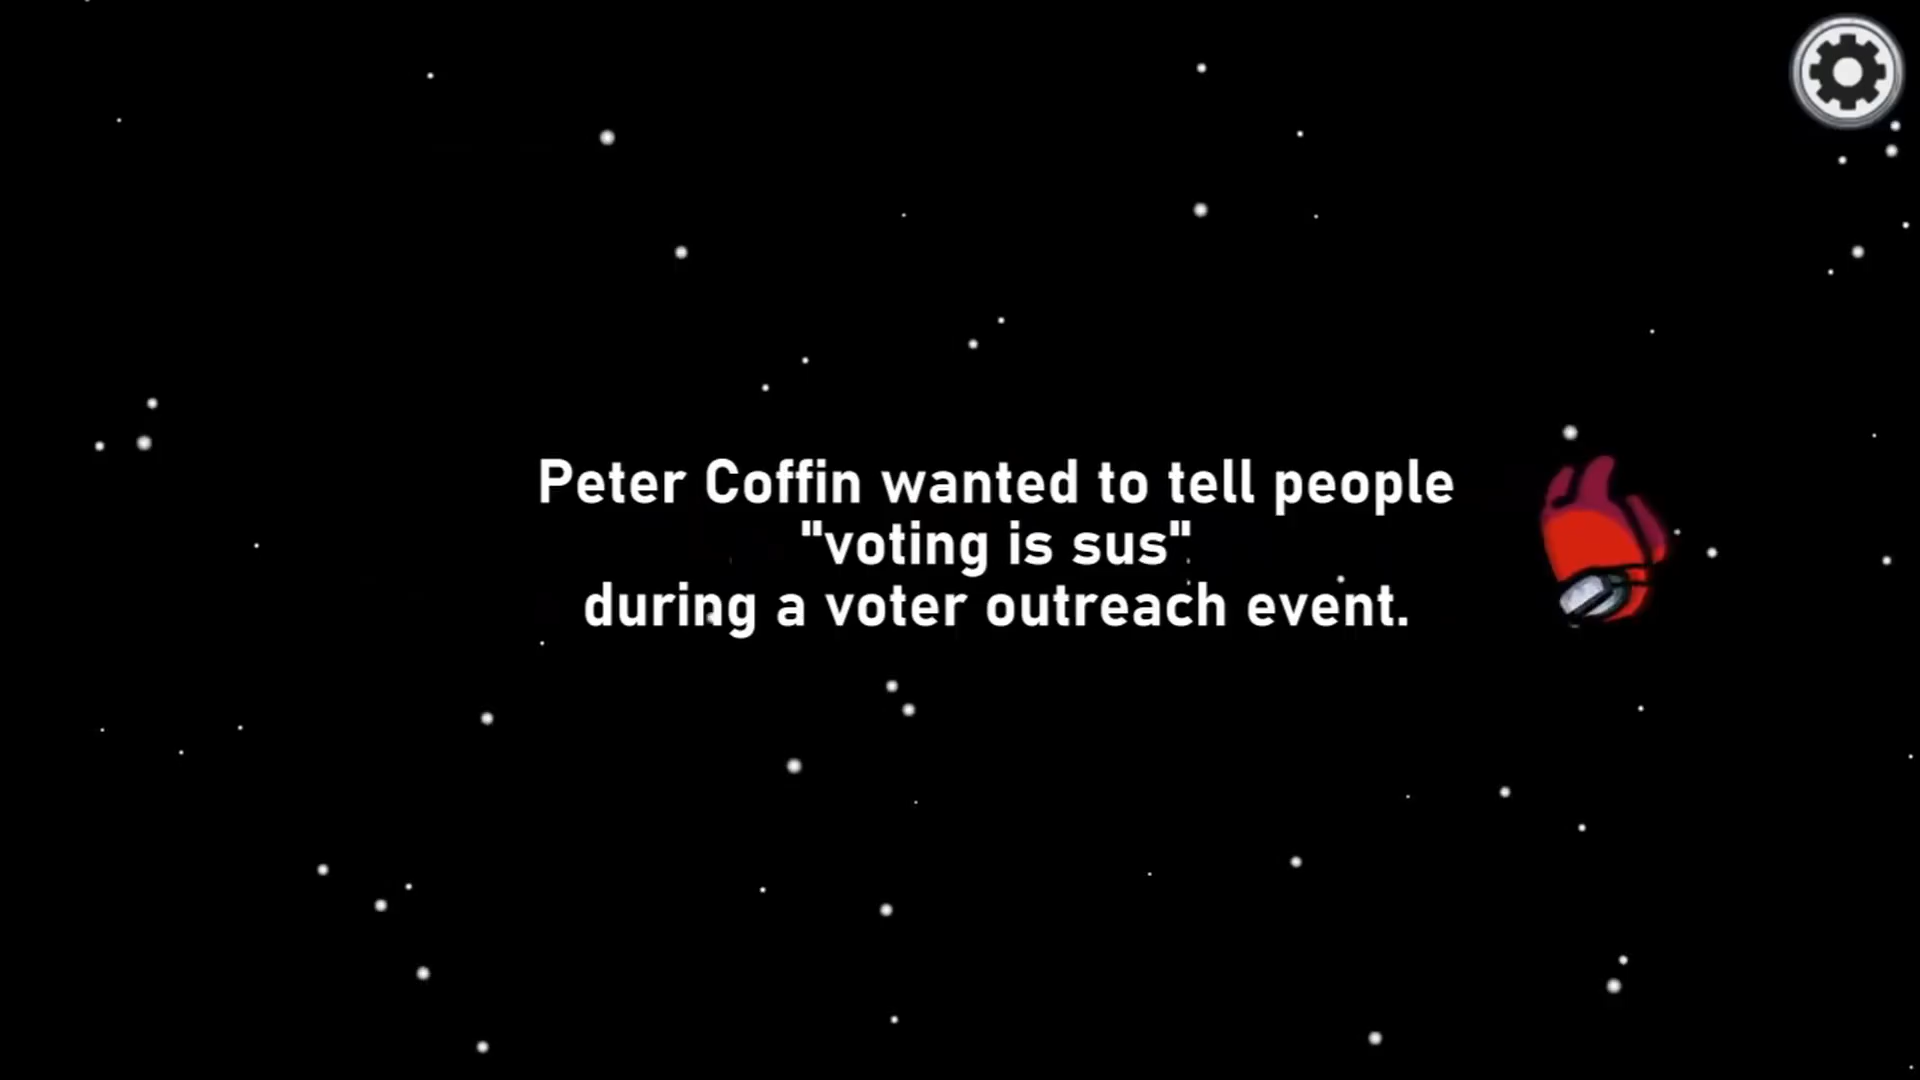 Peter Coffin wanted to tell people
"voting is sus"
during a voter outreach event.